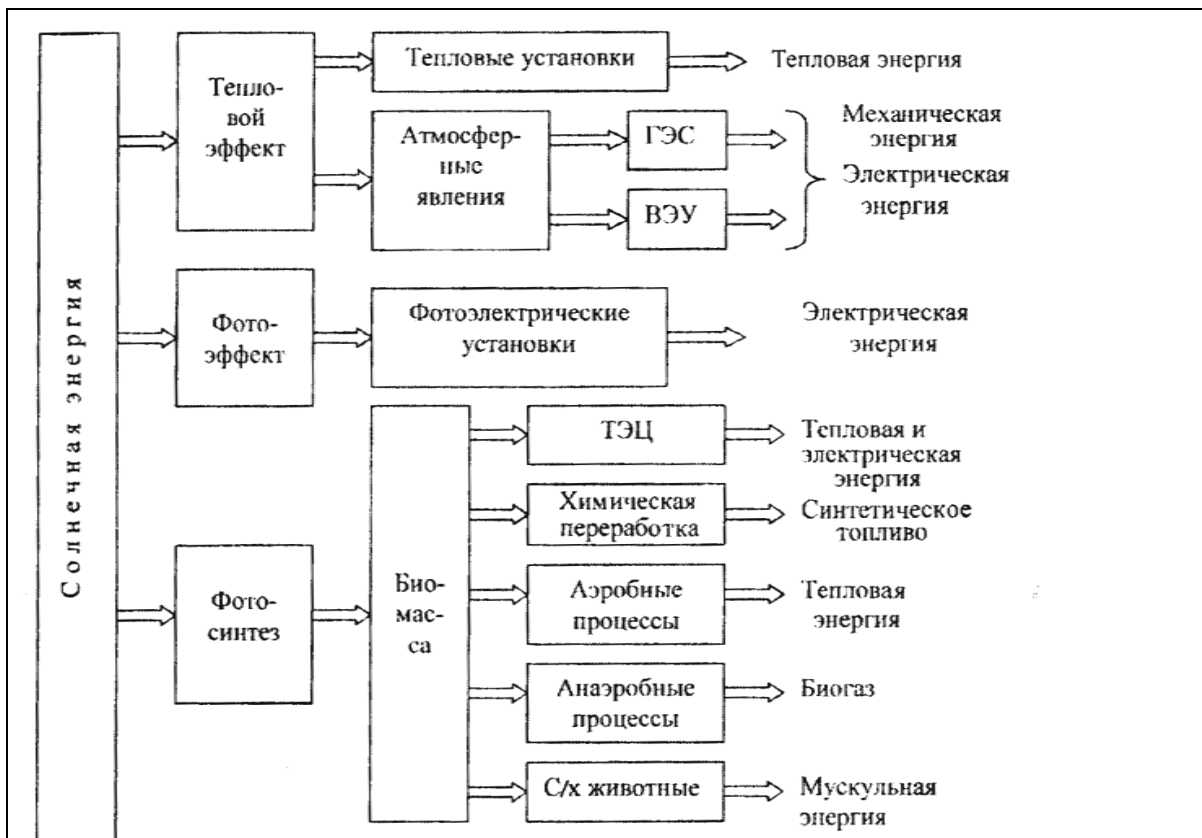 Солнечная энергия
Тепло-
вой
эффект
Тепловые установки
Тепловая энергия
Атмосфер-
ные
явления
ГЭС
ВЭУ
Механическая
энергия
Электрическая
энергия
Фото-
эффект
Фотоэлектрические
установки
Электрическая
энергия
Фото-
синтез
Био-
мас-
са
ТЭЦ
Тепловая и
электрическая
энергия
Химическая
переработка
Синтетическое
топливо
Аэробные
процессы
Тепловая
энергия
Анаэробные
процессы
Биогаз
С/х животные
Мускульная
энергия